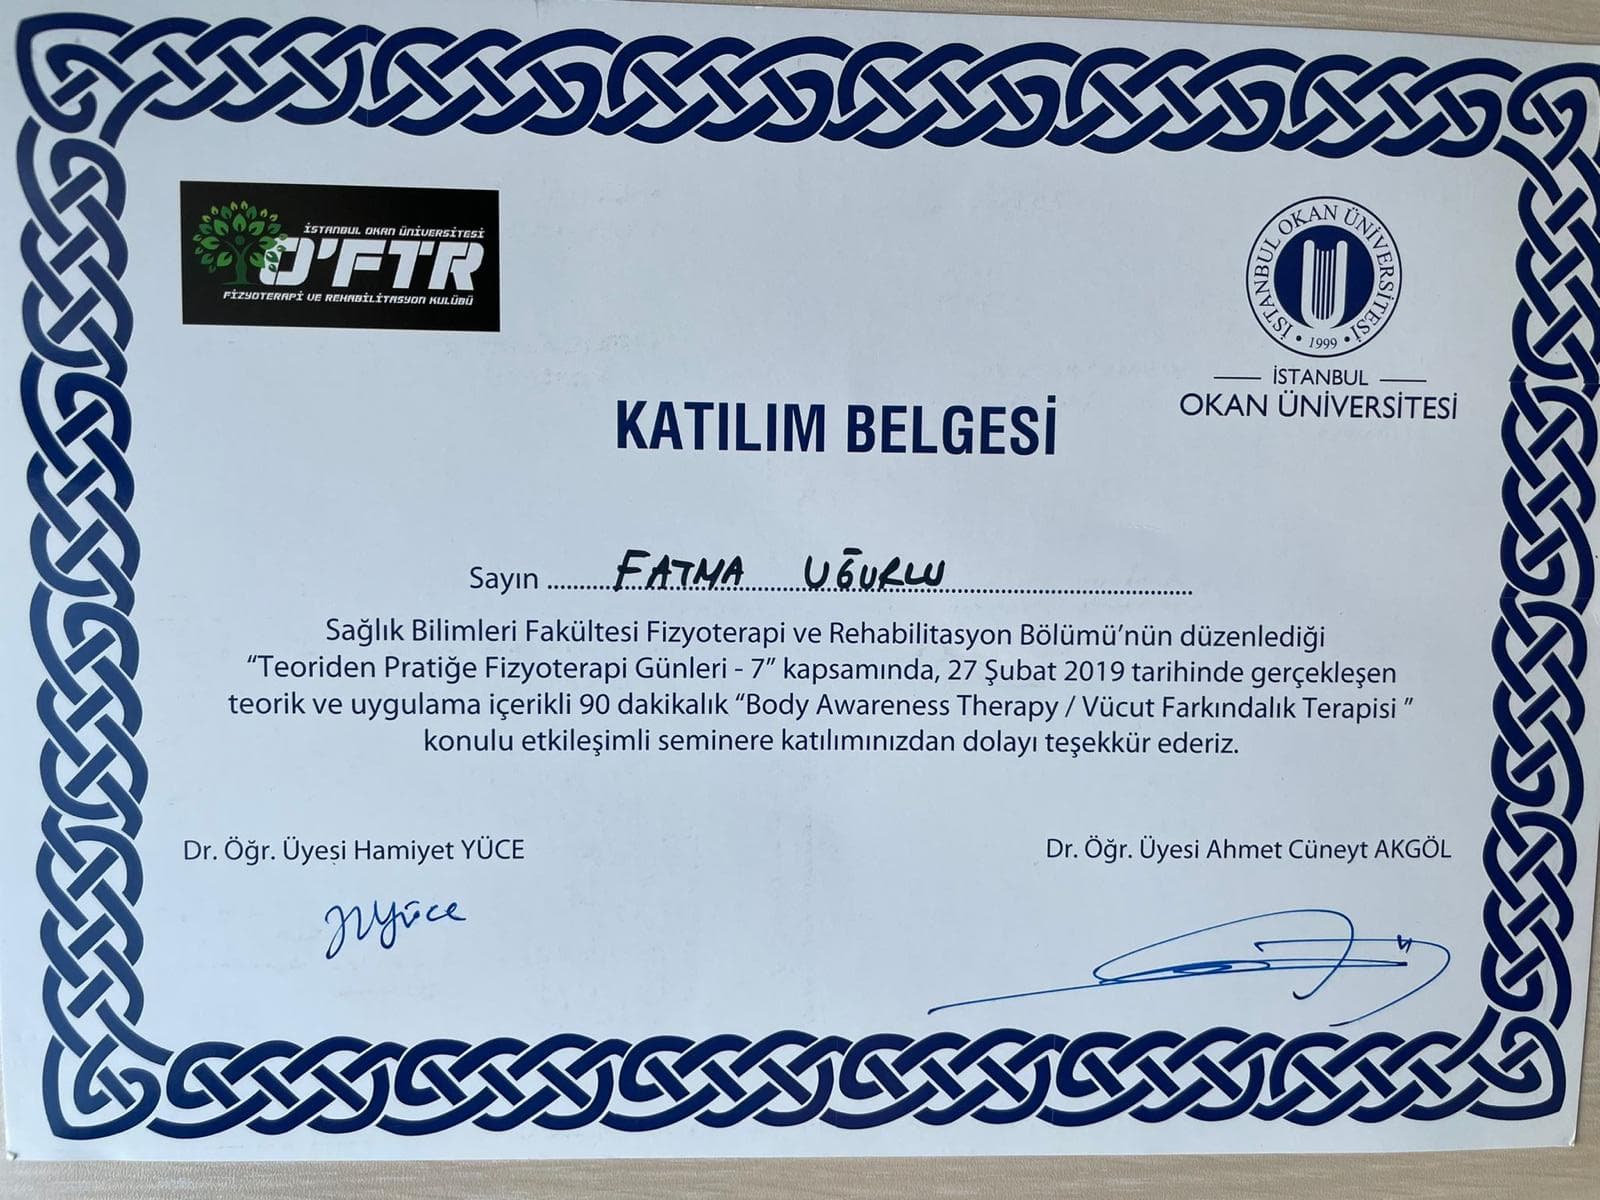 İSTANBUL OKAN ÜNİVERSİTESİ
O'FTR
FİZYOTERAPİ VE REHABİLİTASYON KULÜBÜ
İSTANBUL OKAN ÜNİVERSİTESİ
• 1999 •
İSTANBUL
OKAN ÜNİVERSİTESİ
KATILIM BELGESİ
Sayın .......... FATMA UĞURLU ..........
Sağlık Bilimleri Fakültesi Fizyoterapi ve Rehabilitasyon Bölümü’nün düzenlediği
“Teoriden Pratiğe Fizyoterapi Günleri - 7” kapsamında, 27 Şubat 2019 tarihinde gerçekleşen
teorik ve uygulama içerikli 90 dakikalık “Body Awareness Therapy / Vücut Farkındalık Terapisi ”
konulu etkileşimli seminere katılımınızdan dolayı teşekkür ederiz.
Dr. Öğr. Üyesi Hamiyet YÜCE
Dr. Öğr. Üyesi Ahmet Cüneyt AKGÖL
HYüce